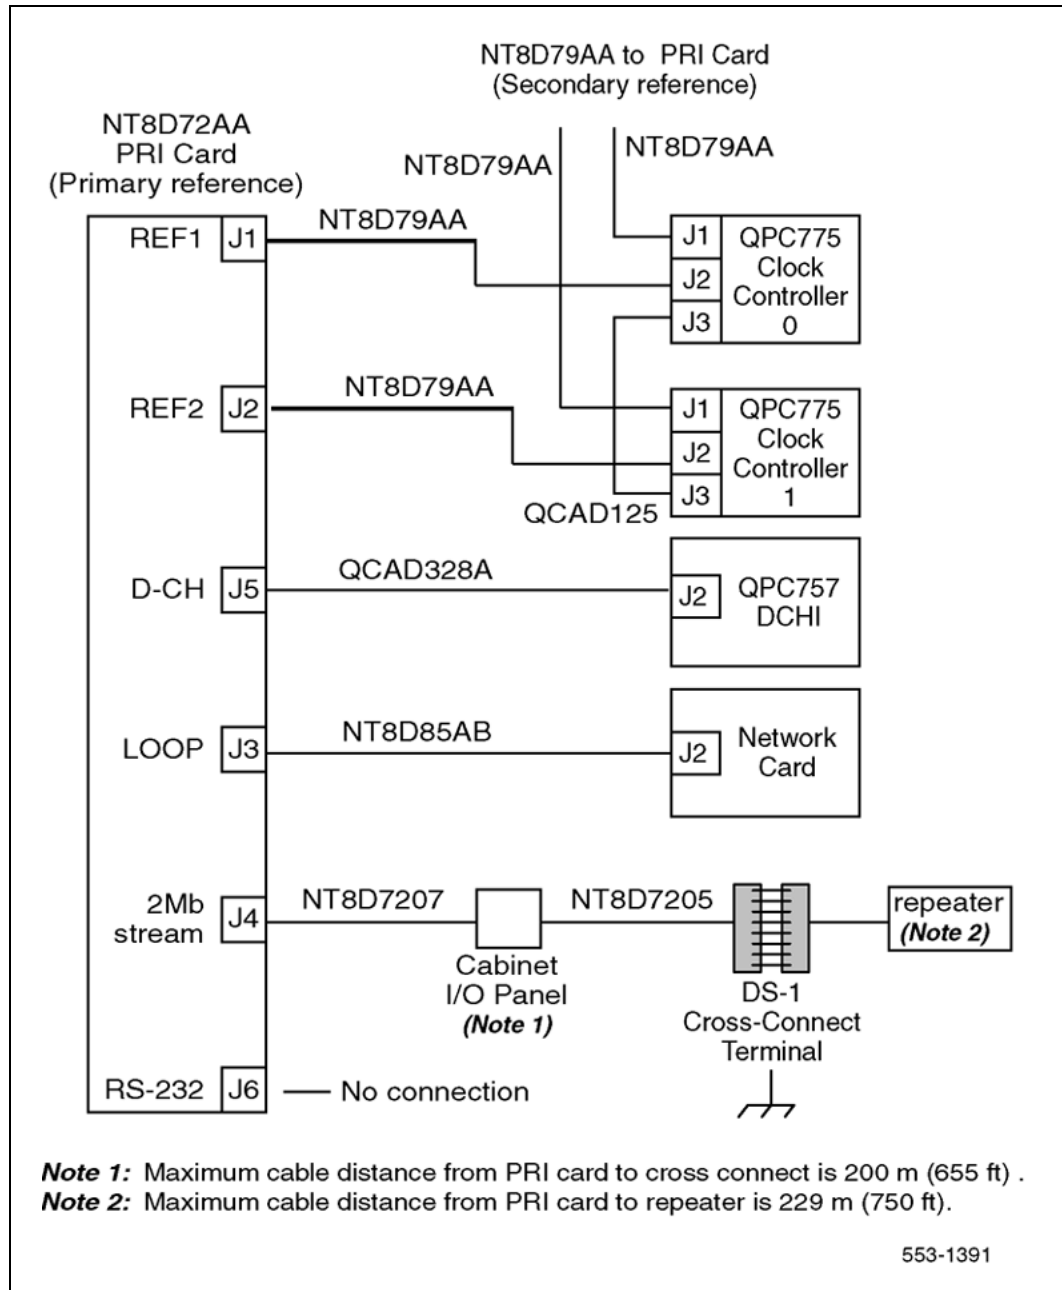 NT8D79AA to PRI Card
(Secondary reference)
NT8D72AA
PRI Card
(Primary reference)
NT8D79AA
NT8D79AA
REF1 J1
NT8D79AA
J1
J2
J3
QPC775
Clock
Controller
0
REF2 J2
NT8D79AA
J1
J2
J3
QPC775
Clock
Controller
1
QCAD125
D-CH J5
QCAD328A
J2
QPC757
DCHI
LOOP J3
NT8D85AB
J2
Network
Card
2Mb
stream
J4
NT8D7207
Cabinet
I/O Panel
(Note 1)
NT8D7205
DS-1
Cross-Connect
Terminal
repeater
(Note 2)
RS-232 J6
No connection
Note 1: Maximum cable distance from PRI card to cross connect is 200 m (655 ft) .
Note 2: Maximum cable distance from PRI card to repeater is 229 m (750 ft).
553-1391